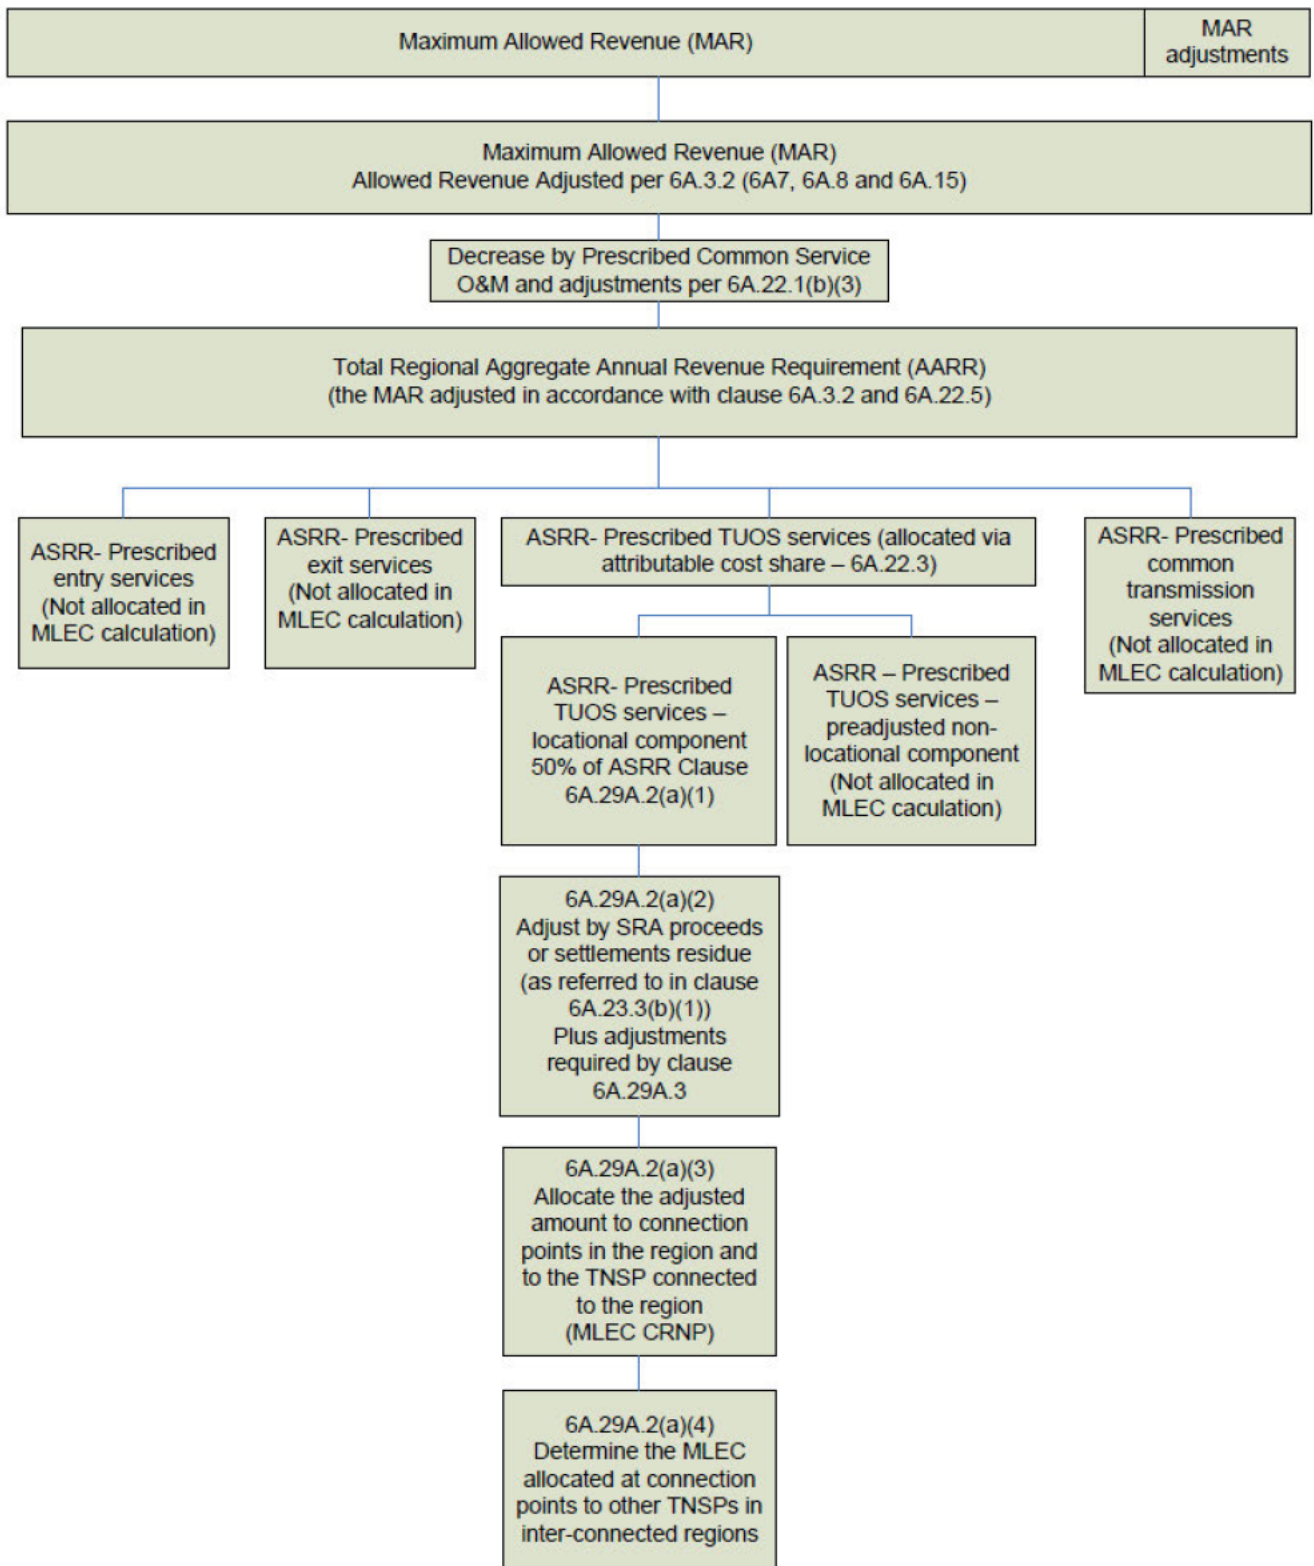 Maximum Allowed Revenue (MAR)
MAR
adjustments
Maximum Allowed Revenue (MAR)
Allowed Revenue Adjusted per 6A.3.2 (6A7, 6A.8 and 6A.15)
Decrease by Prescribed Common Service
O&M and adjustments per 6A.22.1(b)(3)
Total Regional Aggregate Annual Revenue Requirement (AARR)
(the MAR adjusted in accordance with clause 6A.3.2 and 6A.22.5)
ASRR- Prescribed
entry services
(Not allocated in
MLEC calculation)
ASRR- Prescribed
exit services
(Not allocated in
MLEC calculation)
ASRR- Prescribed TUOS services (allocated via
attributable cost share – 6A.22.3)
ASRR- Prescribed
common
transmission
services
(Not allocated in
MLEC calculation)
ASRR- Prescribed
TUOS services –
locational component
50% of ASRR Clause
6A.29A.2(a)(1)
ASRR – Prescribed
TUOS services –
preadjusted non-
locational component
(Not allocated in
MLEC caculation)
6A.29A.2(a)(2)
Adjust by SRA proceeds
or settlements residue
(as referred to in clause
6A.23.3(b)(1))
Plus adjustments
required by clause
6A.29A.3
6A.29A.2(a)(3)
Allocate the adjusted
amount to connection
points in the region and
to the TNSP connected
to the region
(MLEC CRNP)
6A.29A.2(a)(4)
Determine the MLEC
allocated at connection
points to other TNSPs in
inter-connected regions